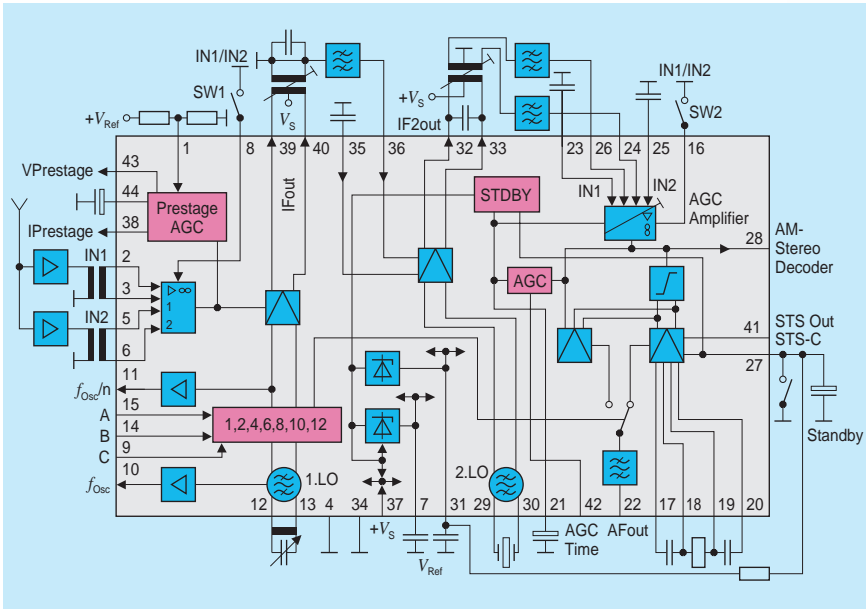 IN1/IN2
SW1
+VRef
VS
+VS
IF2out
IN1/IN2
SW2
1
8
39
40
35
36
32
33
23
26
24
25
16
43
VPrestage
44
38
IPrestage
Prestage
AGC
IFout
STDBY
IN1
IN2
AGC
Amplifier
28
AM-
Stereo
Decoder
IN1
2
3
IN2
5
6
▷ ∞
1
2
▷
8
AGC
41
STS Out
STS-C
27
Standby
11
fOsc/n
15
A
14
B
9
C
10
fOsc
1,2,4,6,8,10,12
1.LO
2.LO
12
13
4
34
37
7
31
29
30
21
42
22
17
18
19
20
+VS
VRef
AGC
Time
AFout